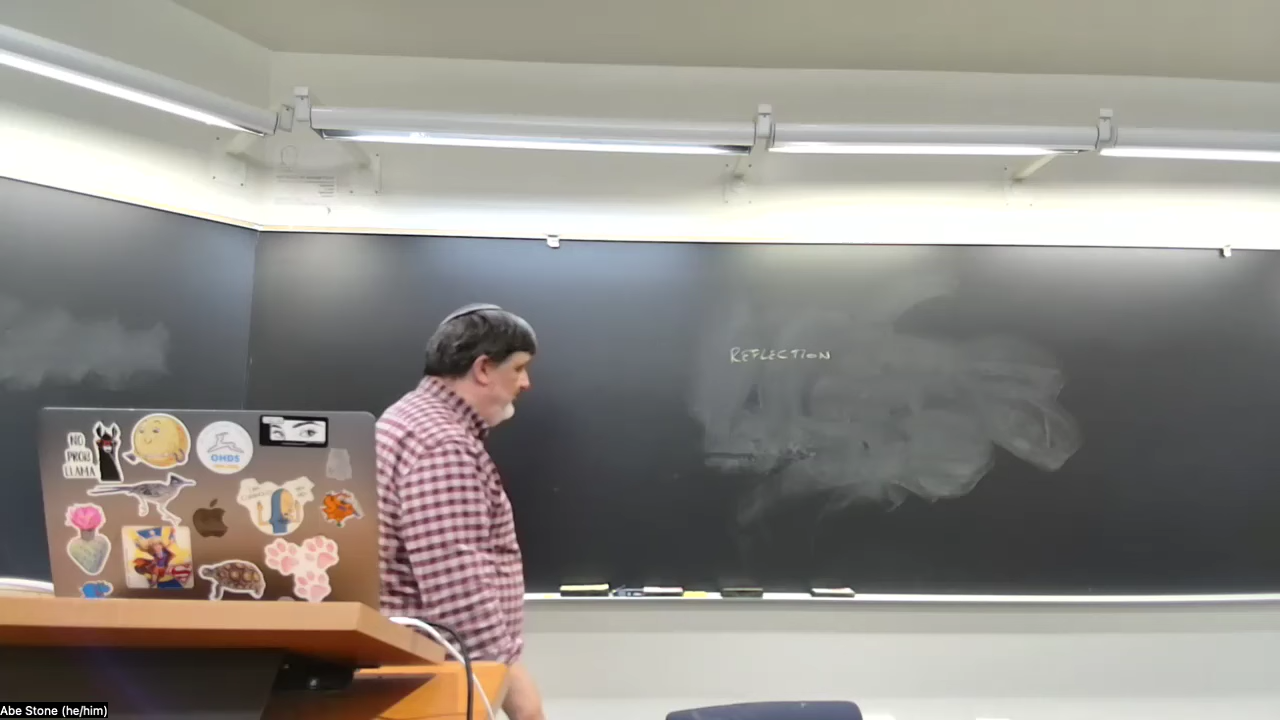 REFLECTION
NO
PROB
LLAMA
OHDS
Abe Stone (he/him)